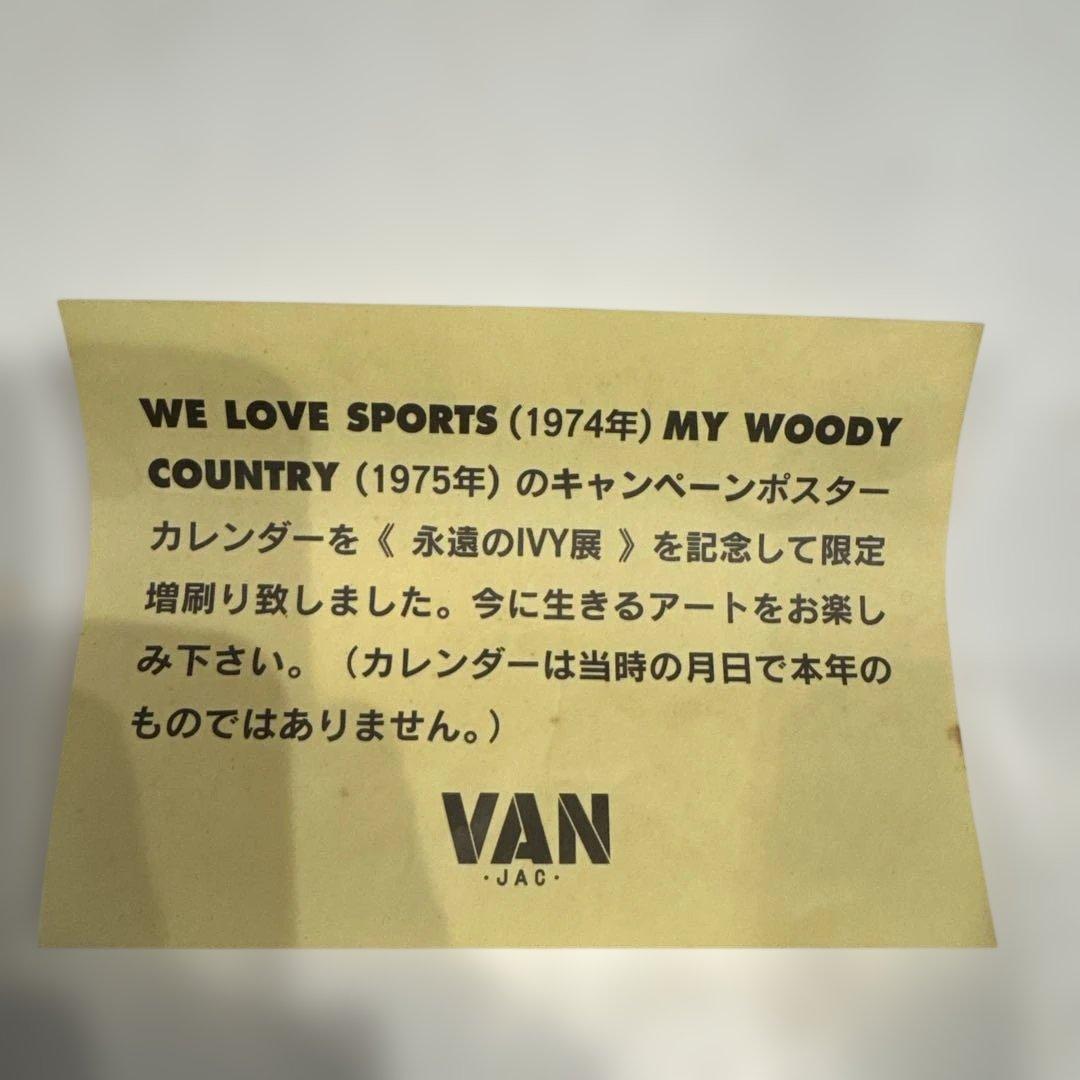 WE LOVE SPORTS (1974年) MY WOODY
COUNTRY (1975年) のキャンペーンポスター
カレンダーを《 永遠のIVY展 》を記念して限定
増刷り致しました。今に生きるアートをお楽し
み下さい。（カレンダーは当時の月日で本年の
ものではありません。）
VAN
・JAC・